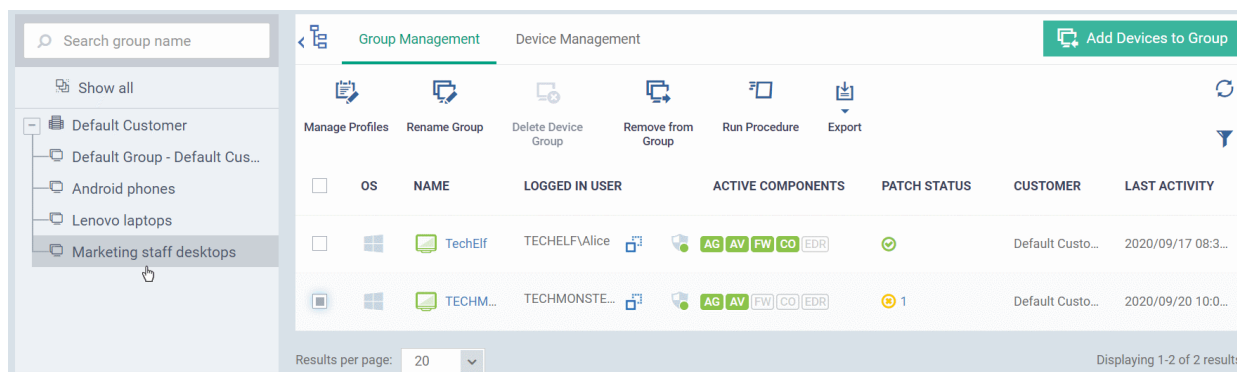 Search group name
Show all
Default Customer
Default Group - Default Cus...
Android phones
Lenovo laptops
Marketing staff desktops
Group Management Device Management Add Devices to Group
Manage Profiles Rename Group Delete Device Group Remove from Group Run Procedure Export
OS NAME LOGGED IN USER ACTIVE COMPONENTS PATCH STATUS CUSTOMER LAST ACTIVITY
TechElf TECHELF\Alice AG AV FW CO EDR Default Custo... 2020/09/17 08:3...
TECHM... TECHMONSTE... AG AV FW CO EDR 1 Default Custo... 2020/09/20 10:0...
Results per page: 20 Displaying 1-2 of 2 results